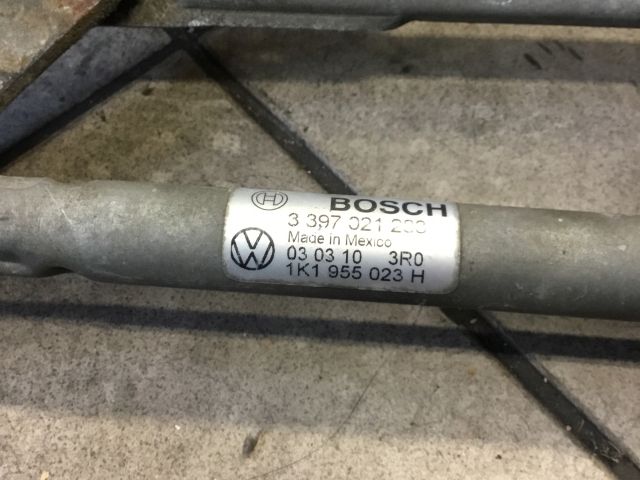 BOSCH
3 397 021
Made in Mexico
03 03 10 3R0
1K1 955 023 H